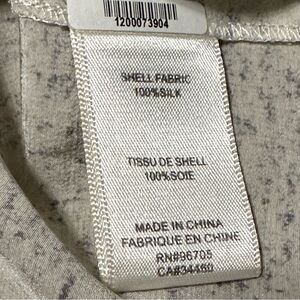 1200073904
SHELL FABRIC
100%SILK
TISSU DE SHELL
100%SOIE
MADE IN CHINA
FABRIQUE EN CHINE
RN#96705
CA#34460